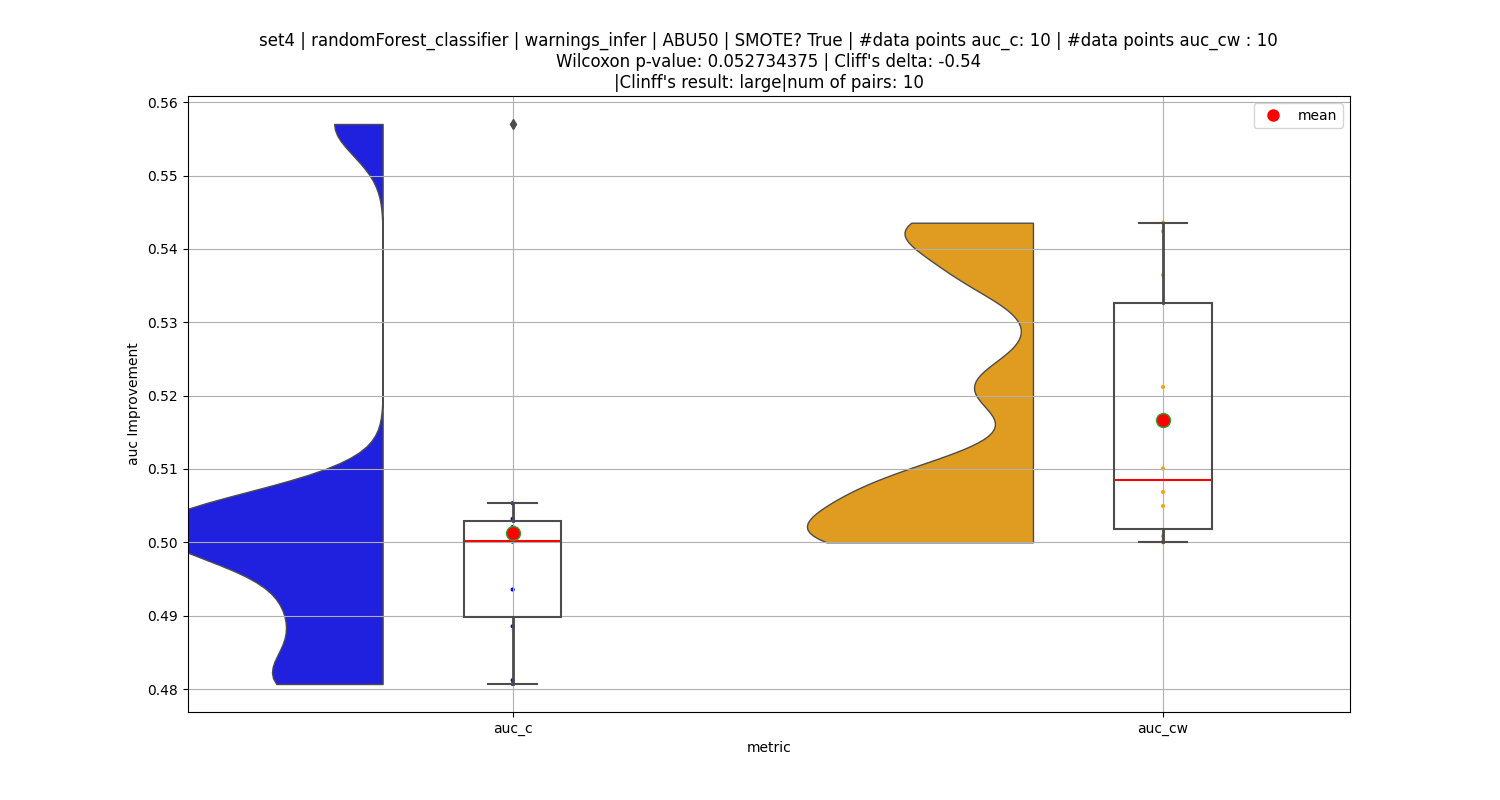 set4 | randomForest_classifier | warnings_infer | ABU50 | SMOTE? True | #data points auc_c: 10 | #data points auc_cw : 10
Wilcoxon p-value: 0.052734375 | Cliff's delta: -0.54
|Clinff's result: large|num of pairs: 10
mean
0.56
0.55
0.54
0.53
0.52
0.51
0.50
0.49
0.48
auc Improvement
auc_c
auc_cw
metric